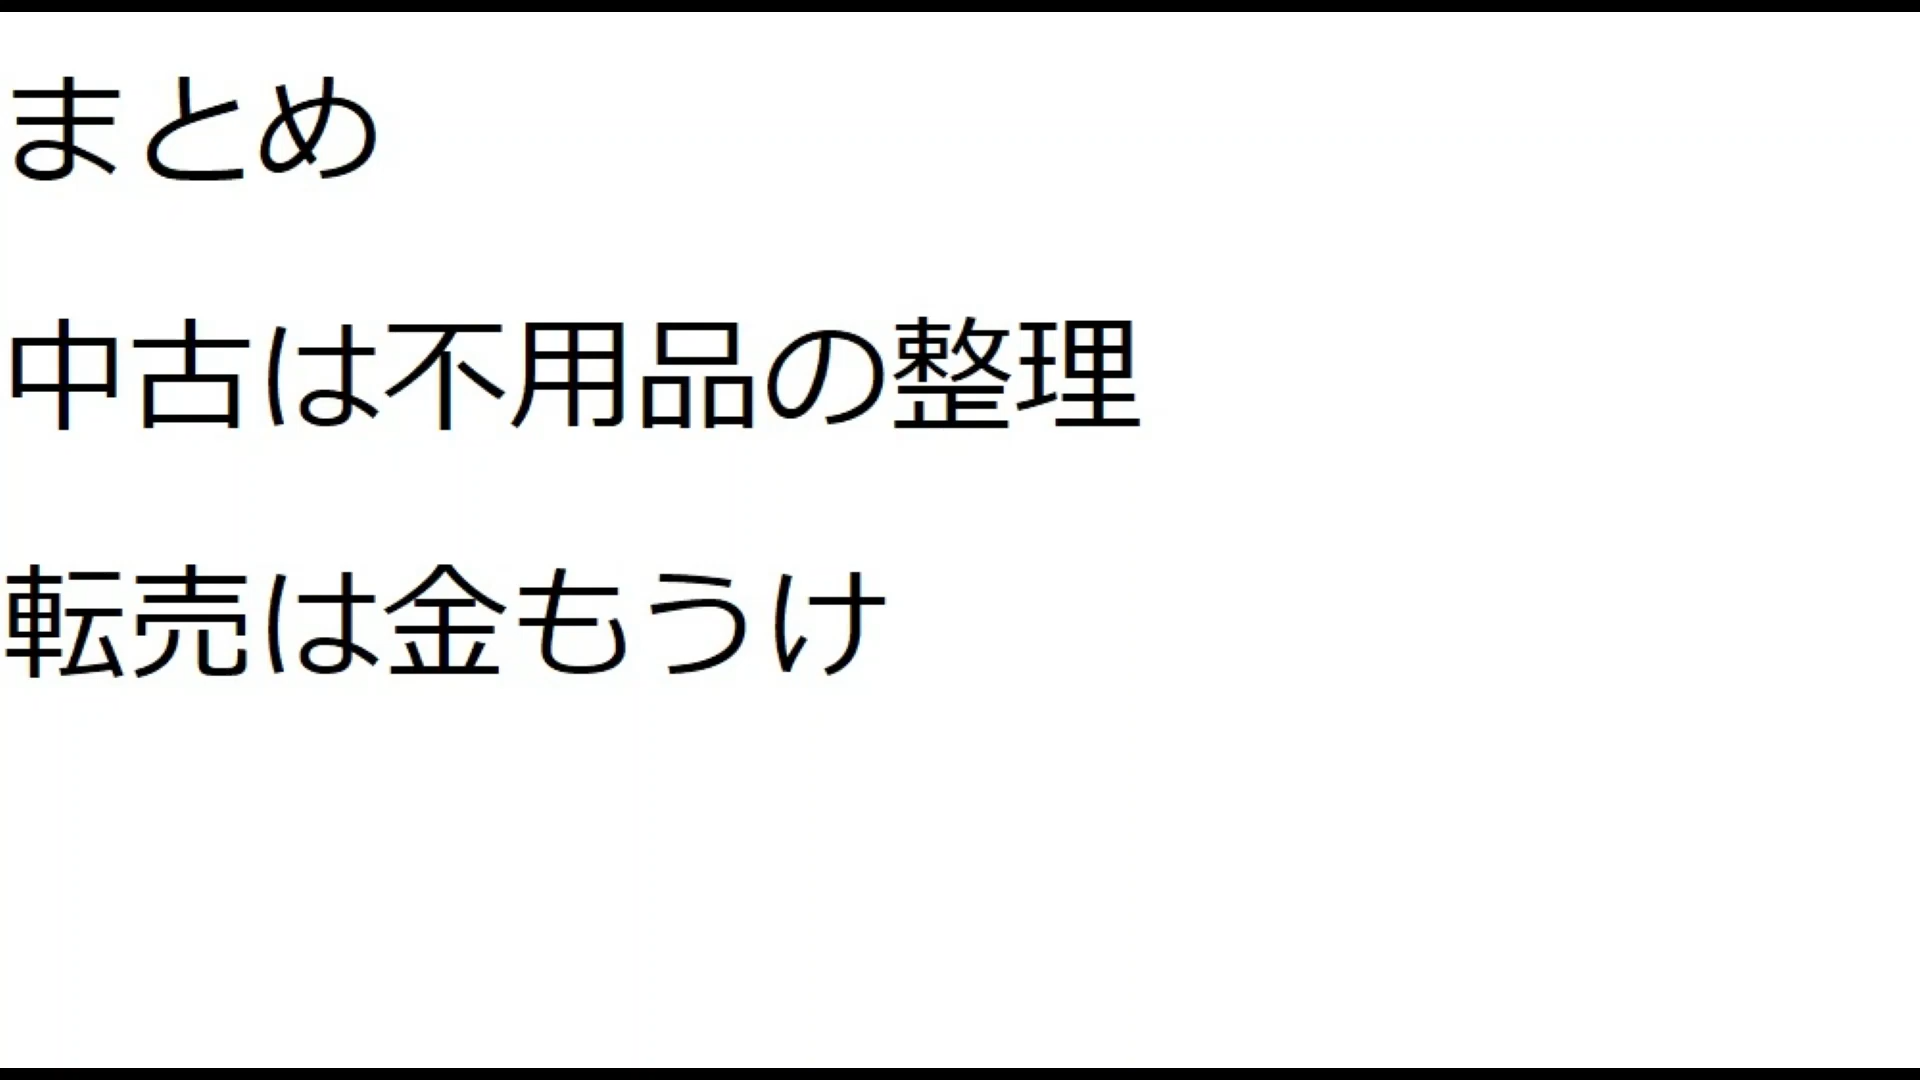 まとめ
中古は不用品の整理
転売は金もうけ